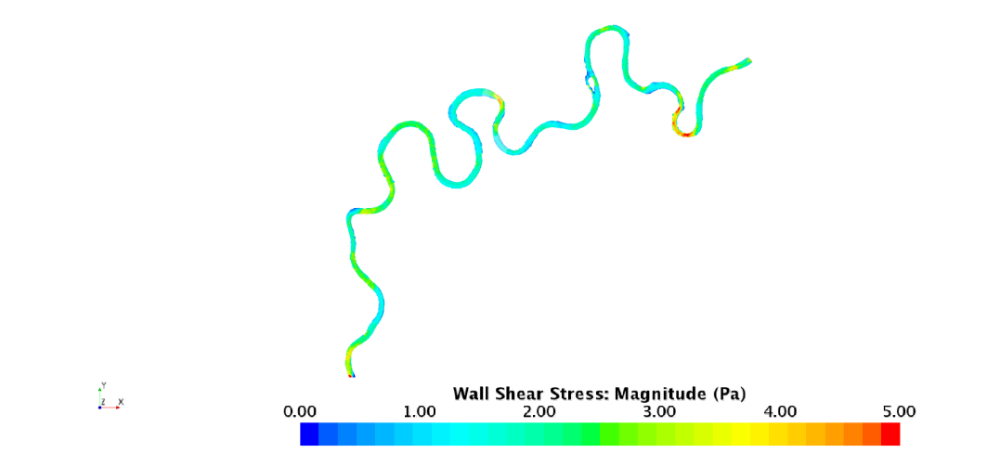 Y
Z X
Wall Shear Stress: Magnitude (Pa)
0.00 1.00 2.00 3.00 4.00 5.00